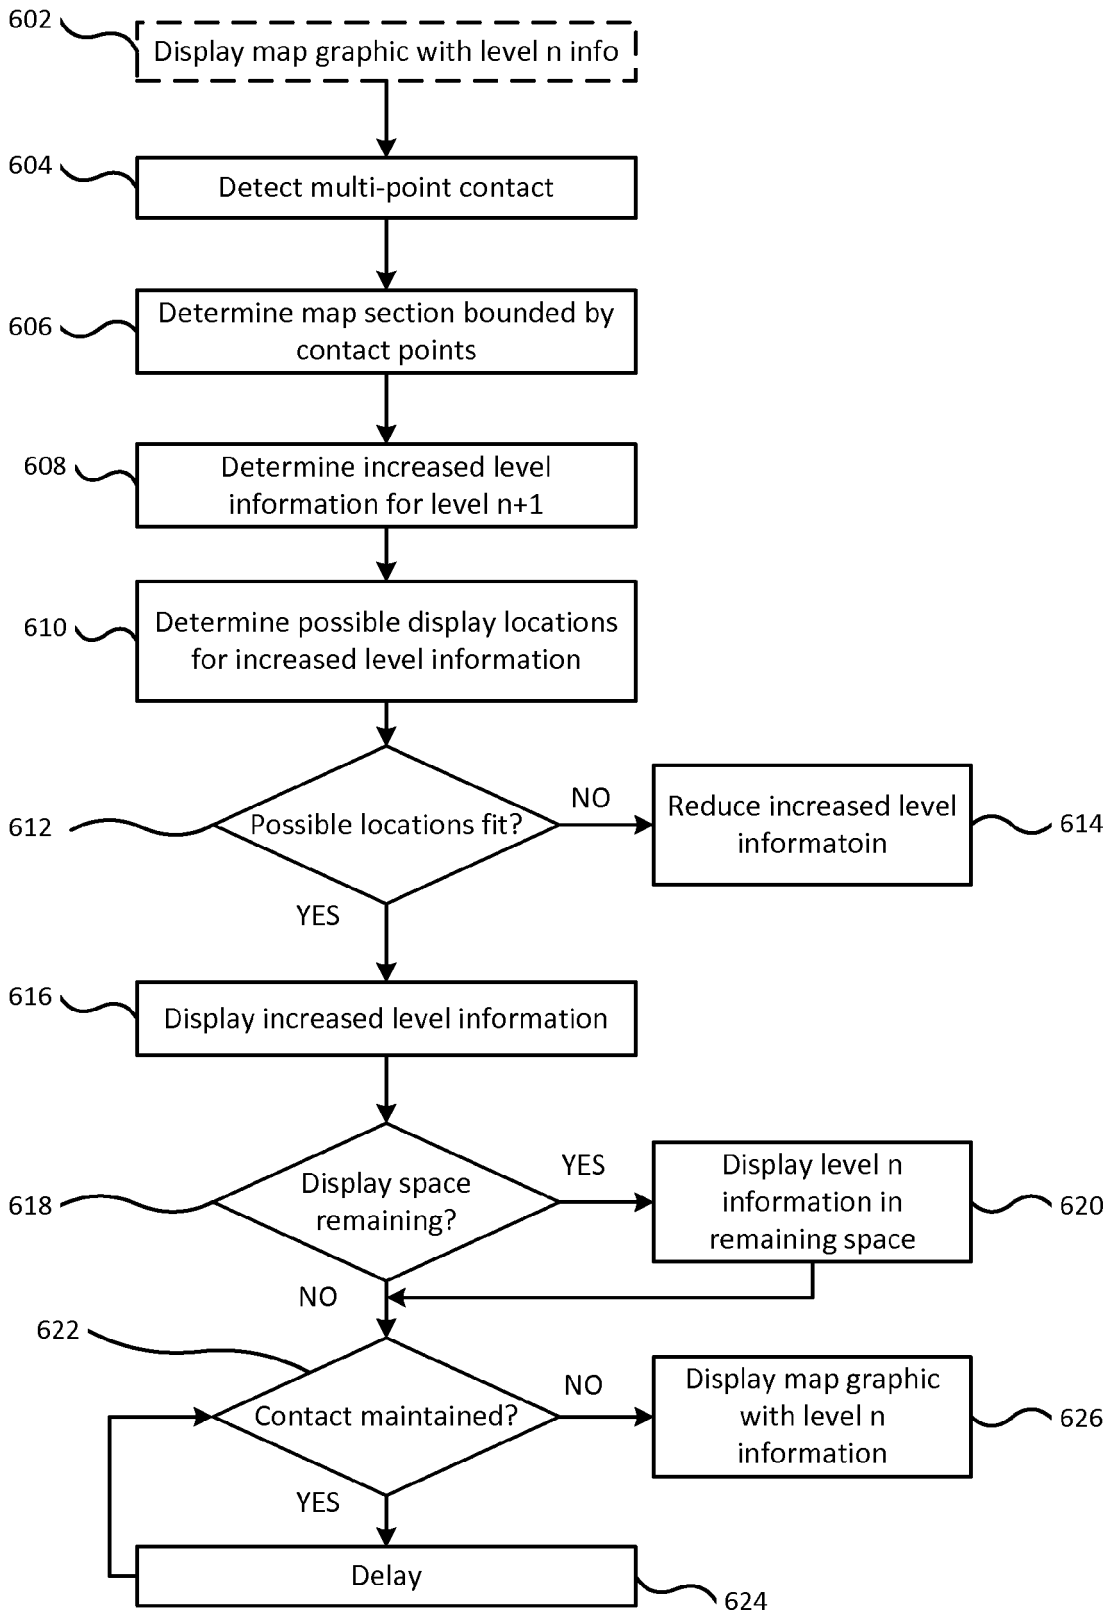 602
Display map graphic with level n info
604
Detect multi-point contact
606
Determine map section bounded by
contact points
608
Determine increased level
information for level n+1
610
Determine possible display locations
for increased level information
612
Possible locations fit?
NO
Reduce increased level
informatoin
614
YES
616
Display increased level information
618
Display space
remaining?
YES
Display level n
information in
remaining space
620
NO
622
Contact maintained?
NO
Display map graphic
with level n
information
626
YES
Delay
624